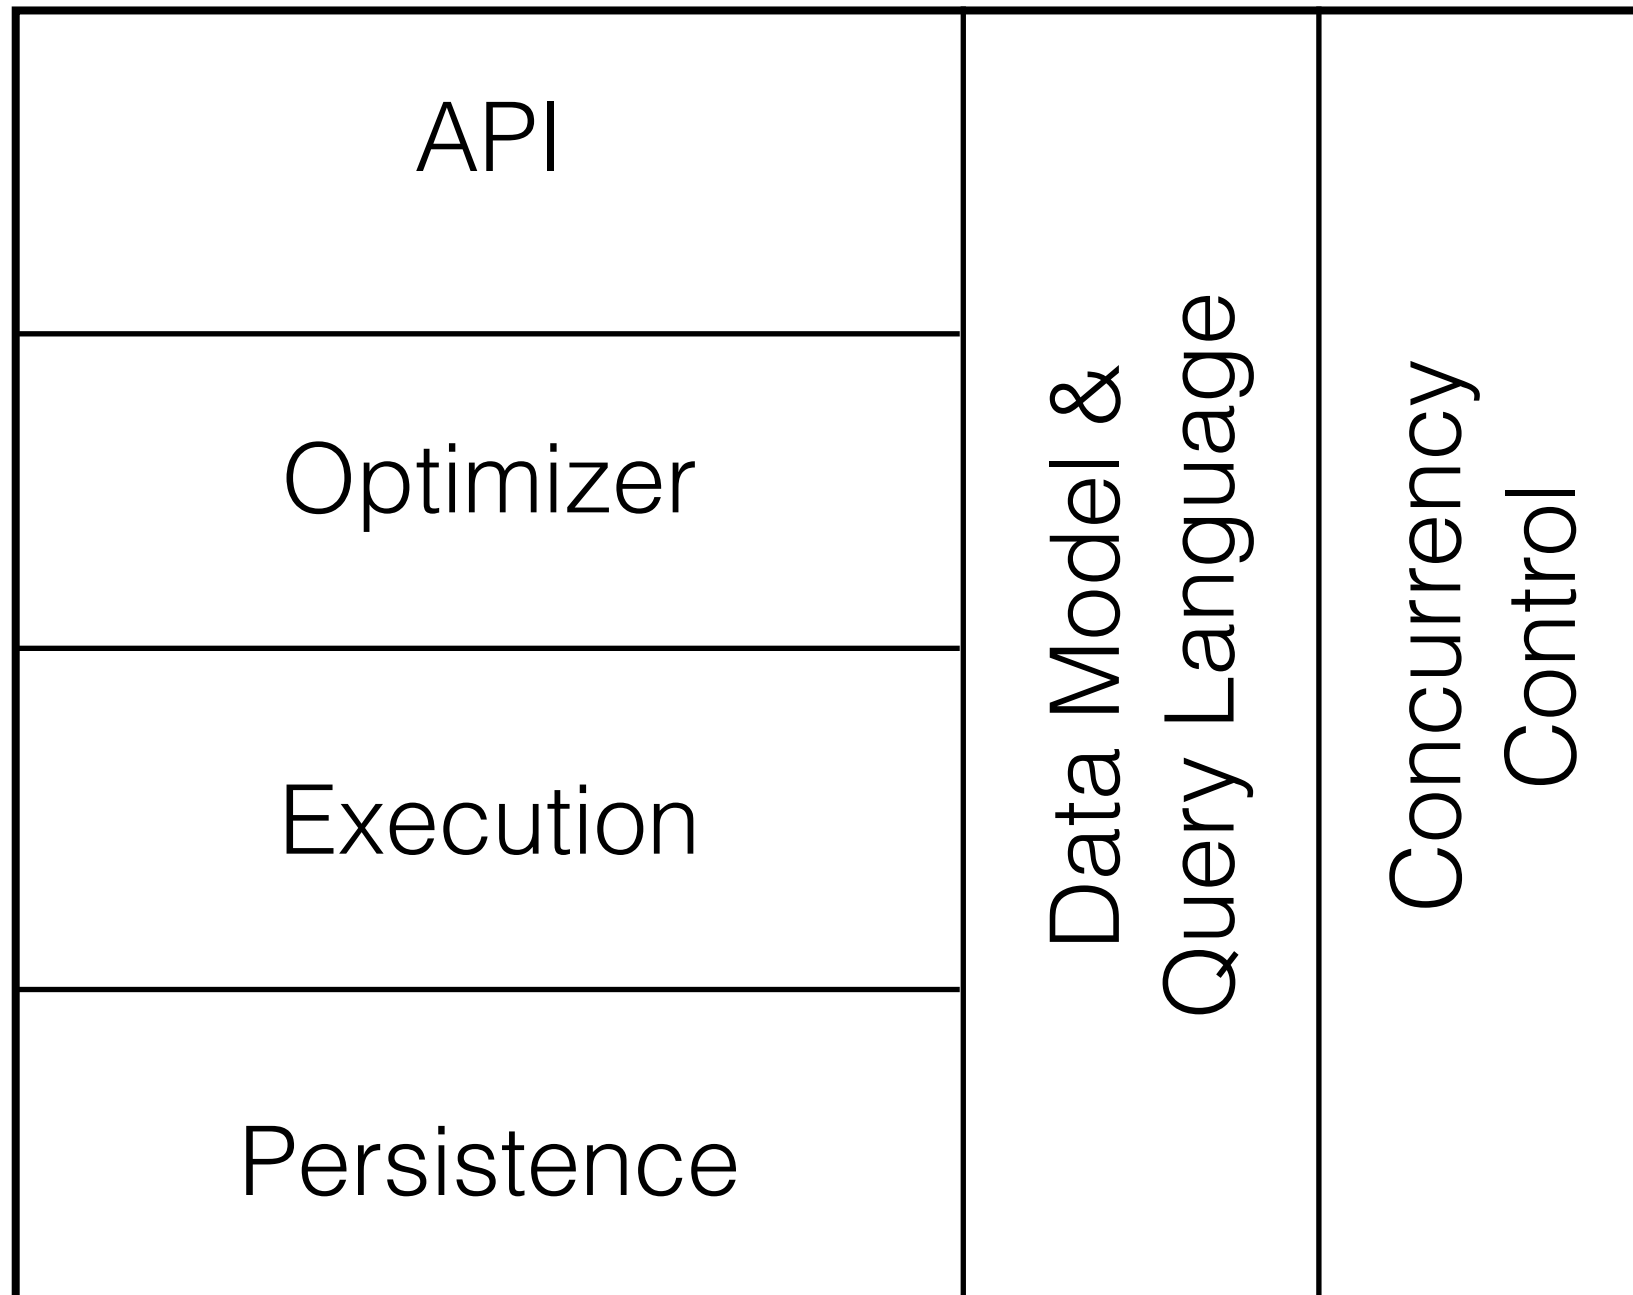 API
Optimizer
Execution
Persistence
Data Model &
Query Language
Concurrency
Control